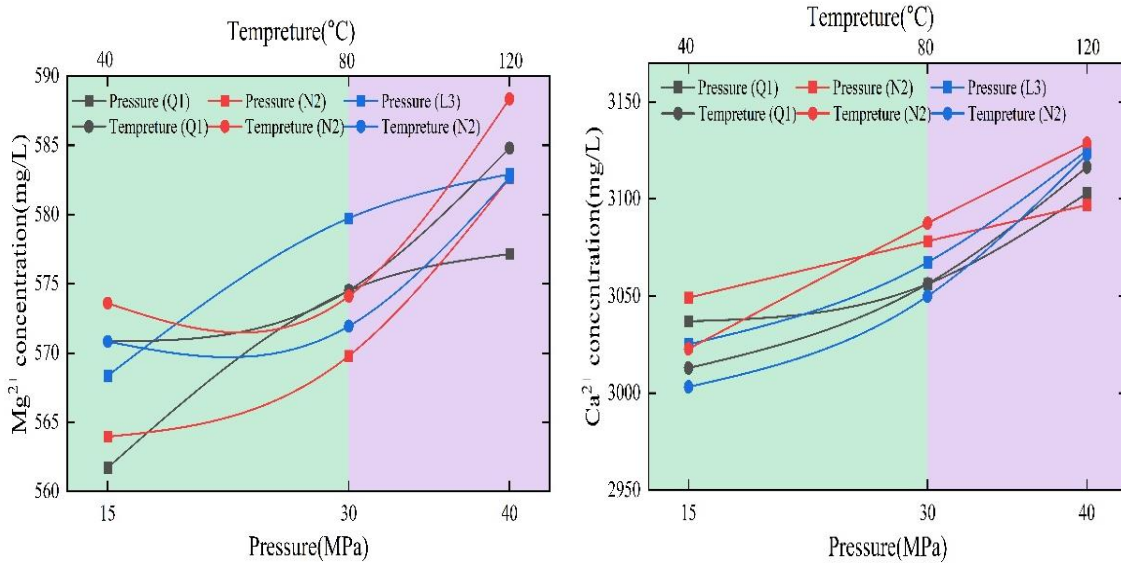 Tempreture(°C)
40 80 120
590
585
580
575
570
565
560
Mg²⁺ concentration(mg/L)
Pressure (Q1) Pressure (N2) Pressure (L3)
Tempreture (Q1) Tempreture (N2) Tempreture (N2)
15 30 40
Pressure(MPa)
Tempreture(°C)
40 80 120
3150
3100
3050
3000
2950
Ca²⁺ concentration(mg/L)
Pressure (Q1) Pressure (N2) Pressure (L3)
Tempreture (Q1) Tempreture (N2) Tempreture (N2)
15 30 40
Pressure(MPa)